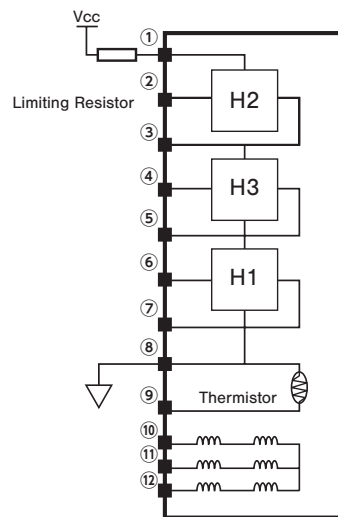 Vcc
①
②
H2
Limiting Resistor
③
④
H3
⑤
⑥
H1
⑦
⑧
⑨
Thermistor
⑩
⑪
⑫